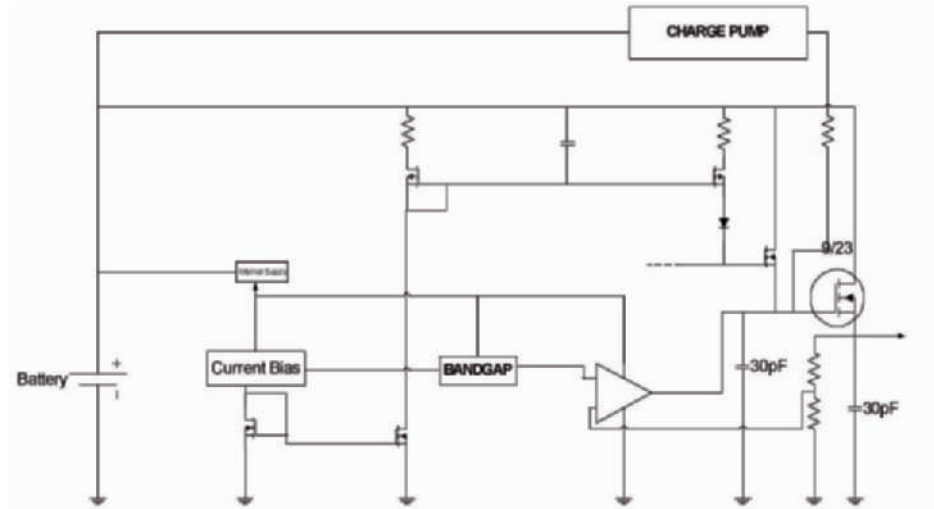 CHARGE PUMP
9/23
Internal Supply
Current Bias
BANDGAP
Battery
+
30pF
30pF